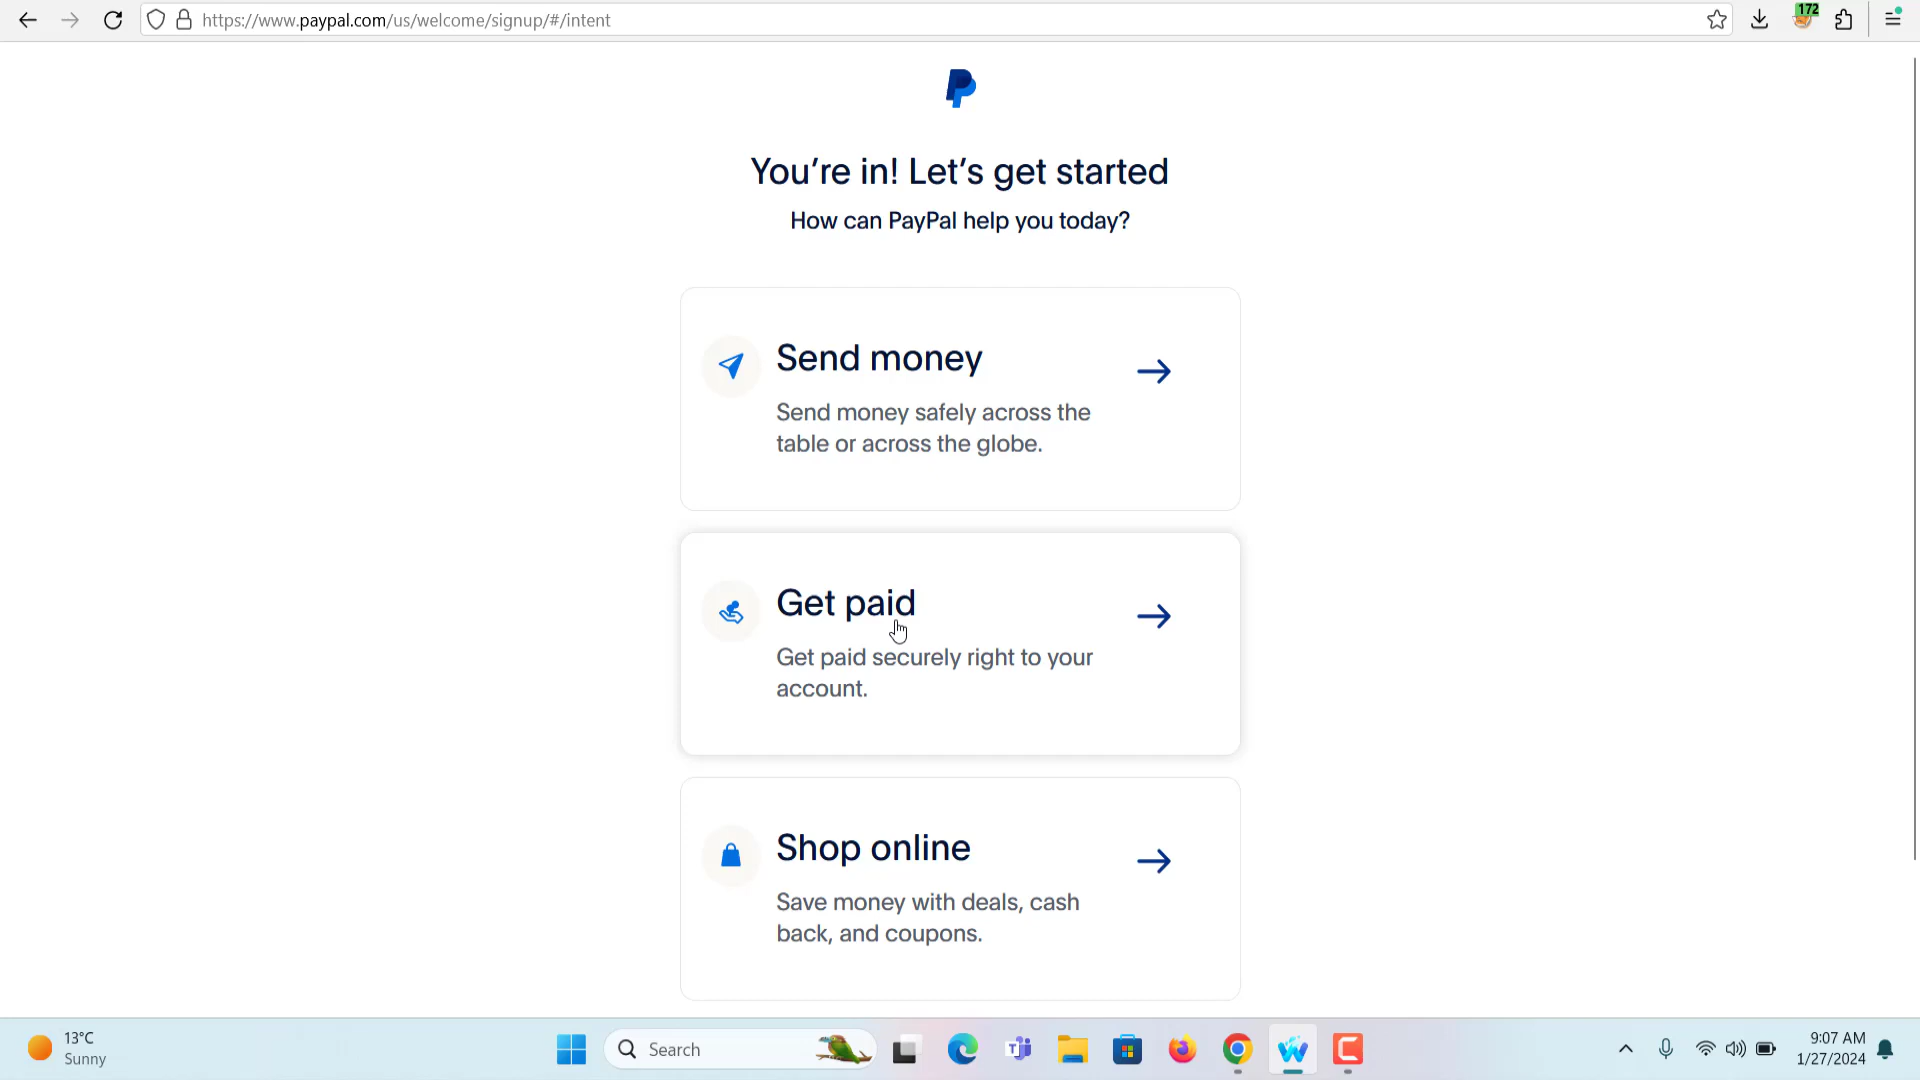 https://www.paypal.com/us/welcome/signup/#/intent
172
You're in! Let's get started
How can PayPal help you today?
Send money
Send money safely across the
table or across the globe.
Get paid
Get paid securely right to your
account.
Shop online
Save money with deals, cash
back, and coupons.
13°C
Sunny
Search
9:07 AM
1/27/2024